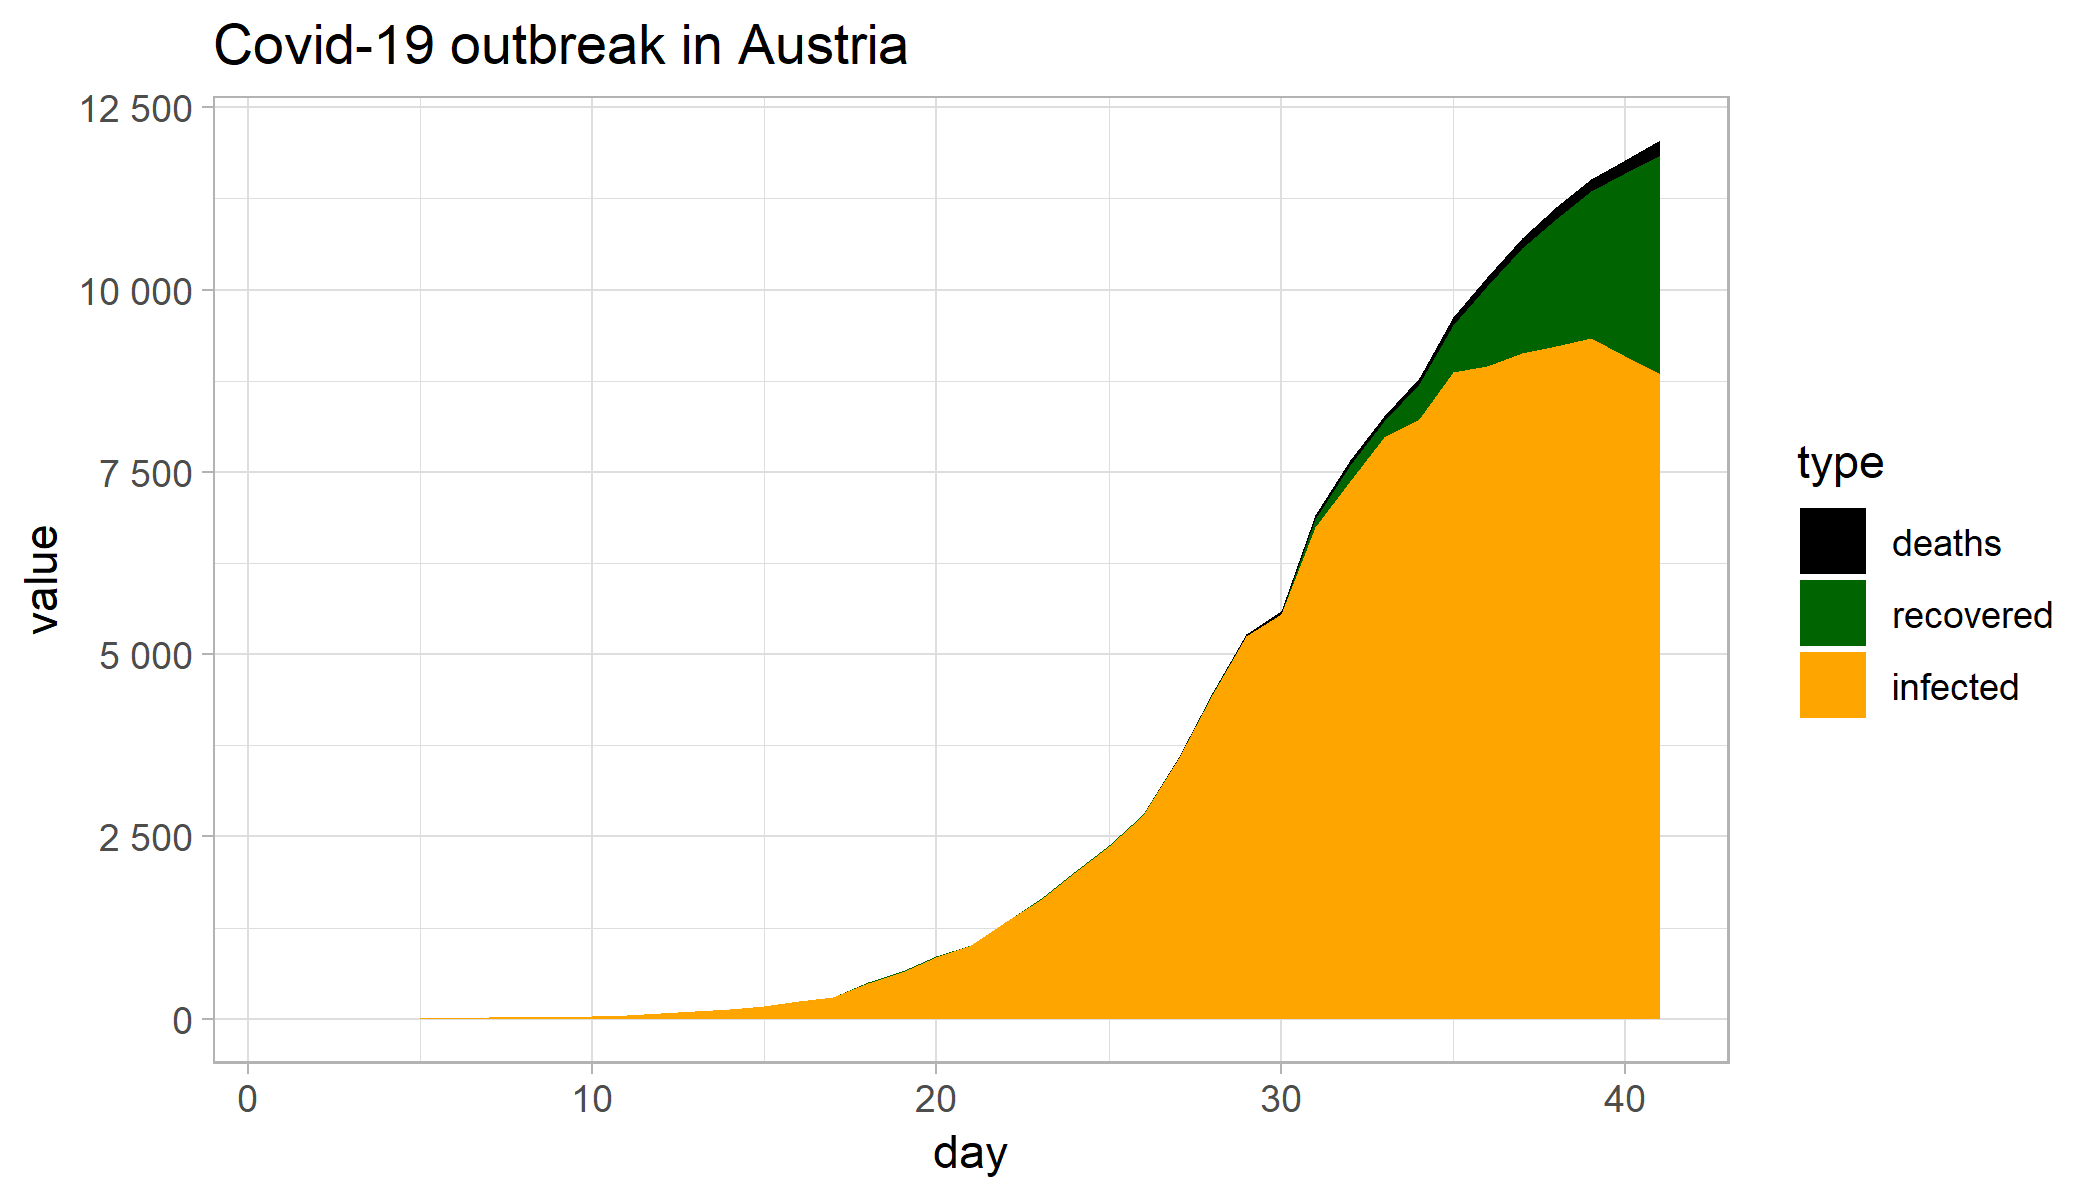 Covid-19 outbreak in Austria
12 500
10 000
7 500
5 000
2 500
0
value
0 10 20 30 40
day
type
deaths
recovered
infected